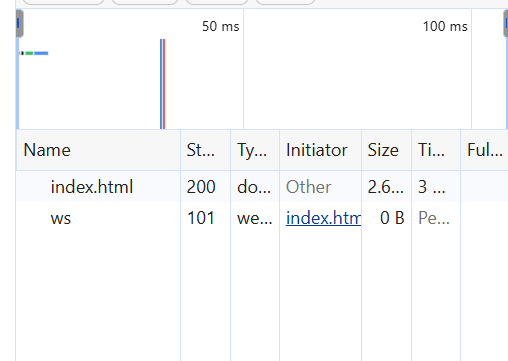 50 ms 100 ms
Name St... Ty... Initiator Size Ti... Ful...
index.html 200 do... Other 2.6... 3 ...
ws 101 we... index.htm 0 B Pe...